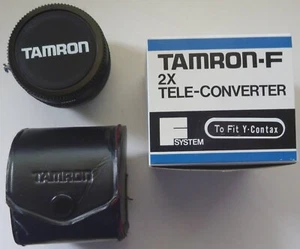 TAMRON
TAMRON-F
2X
TELE-CONVERTER
F
SYSTEM
To Fit Y-Contax
TAMRON